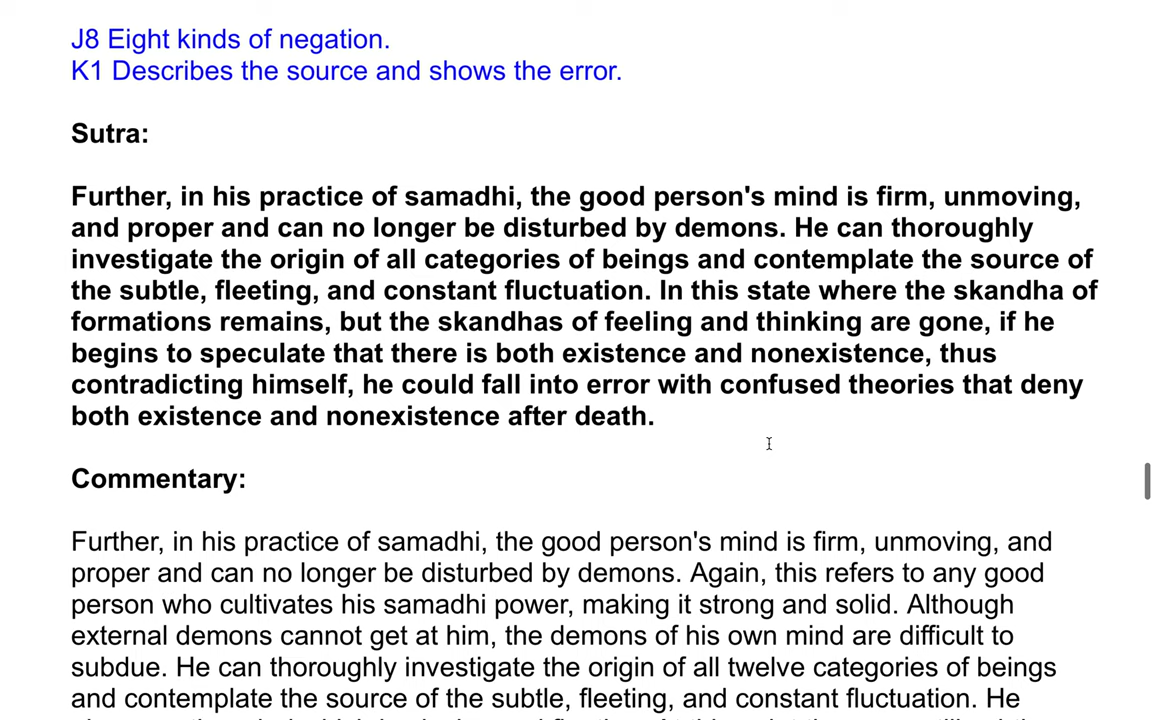 J8 Eight kinds of negation.
K1 Describes the source and shows the error.
Sutra:
Further, in his practice of samadhi, the good person's mind is firm, unmoving,
and proper and can no longer be disturbed by demons. He can thoroughly
investigate the origin of all categories of beings and contemplate the source of
the subtle, fleeting, and constant fluctuation. In this state where the skandha of
formations remains, but the skandhas of feeling and thinking are gone, if he
begins to speculate that there is both existence and nonexistence, thus
contradicting himself, he could fall into error with confused theories that deny
both existence and nonexistence after death.
Commentary:
Further, in his practice of samadhi, the good person's mind is firm, unmoving, and
proper and can no longer be disturbed by demons. Again, this refers to any good
person who cultivates his samadhi power, making it strong and solid. Although
external demons cannot get at him, the demons of his own mind are difficult to
subdue. He can thoroughly investigate the origin of all twelve categories of beings
and contemplate the source of the subtle, fleeting, and constant fluctuation. He